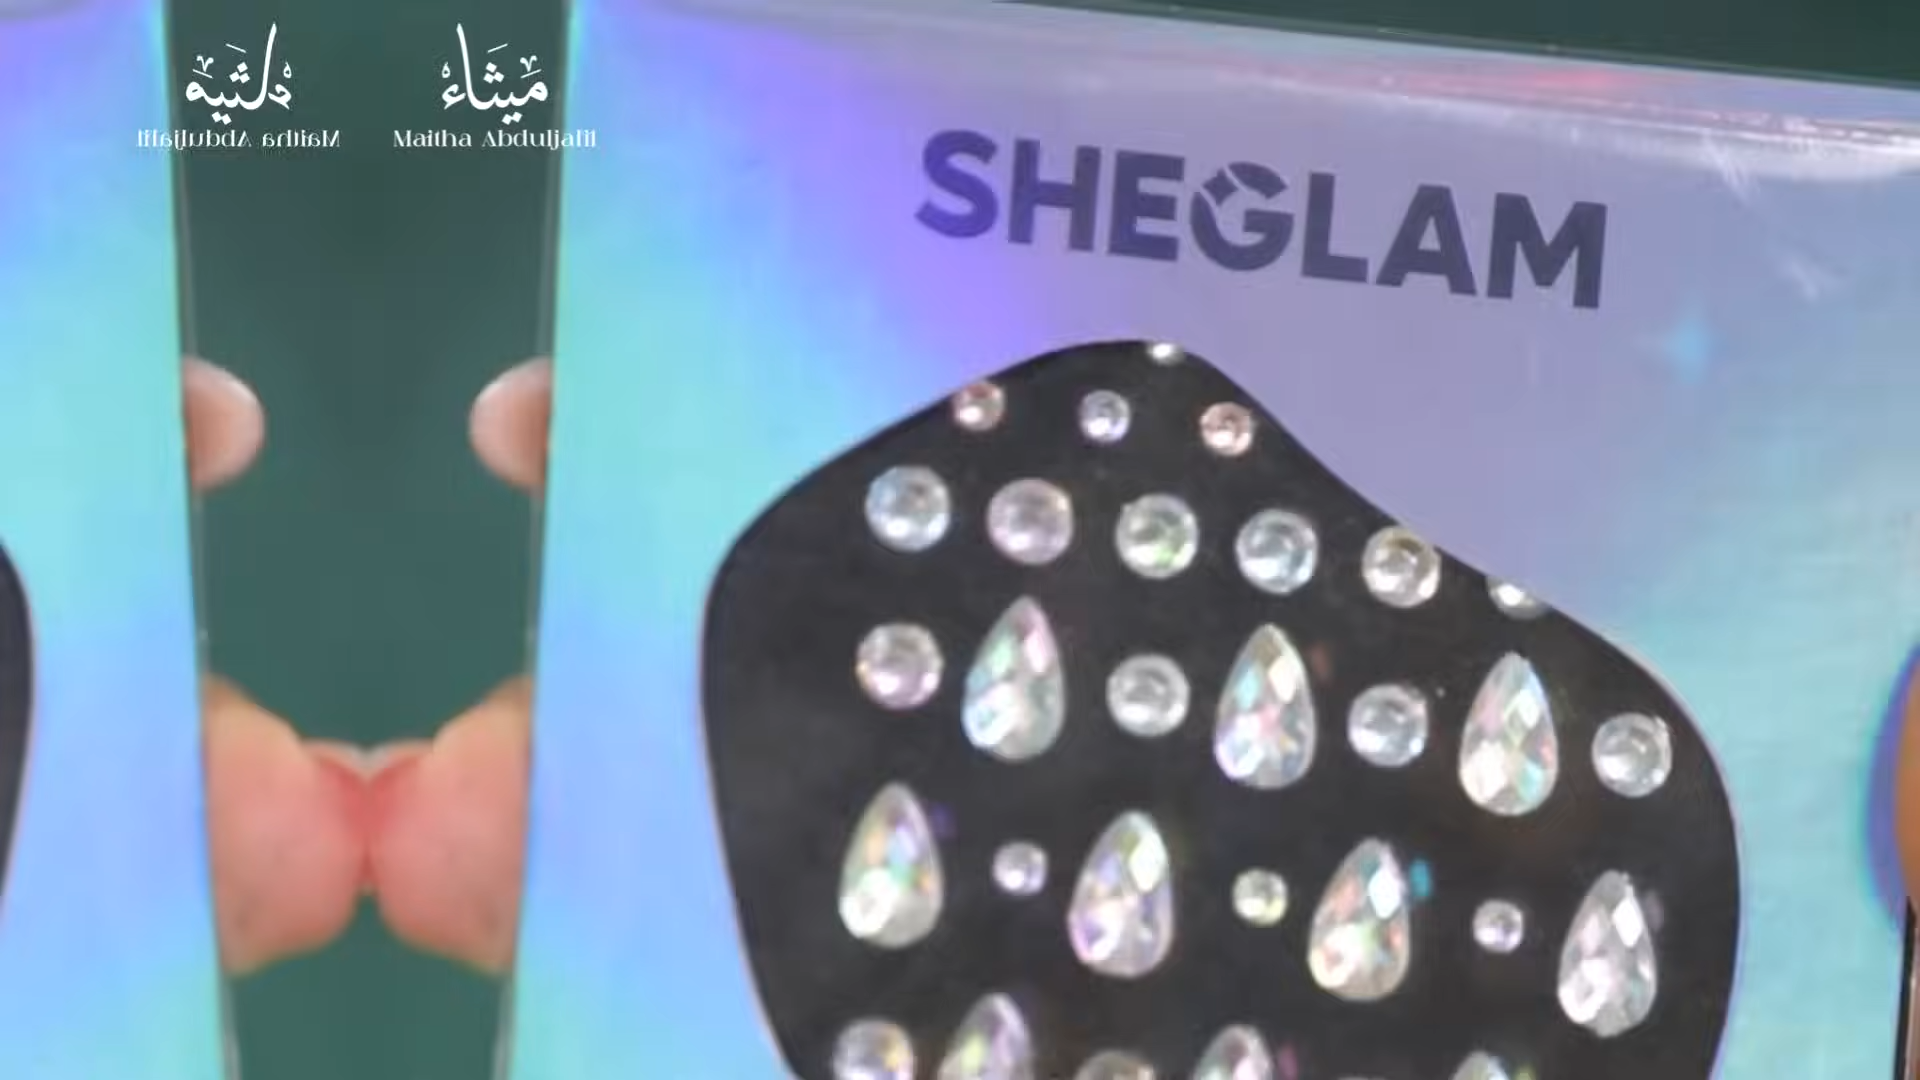 ميثاء
Maitha Abduljalil
SHEGLAM